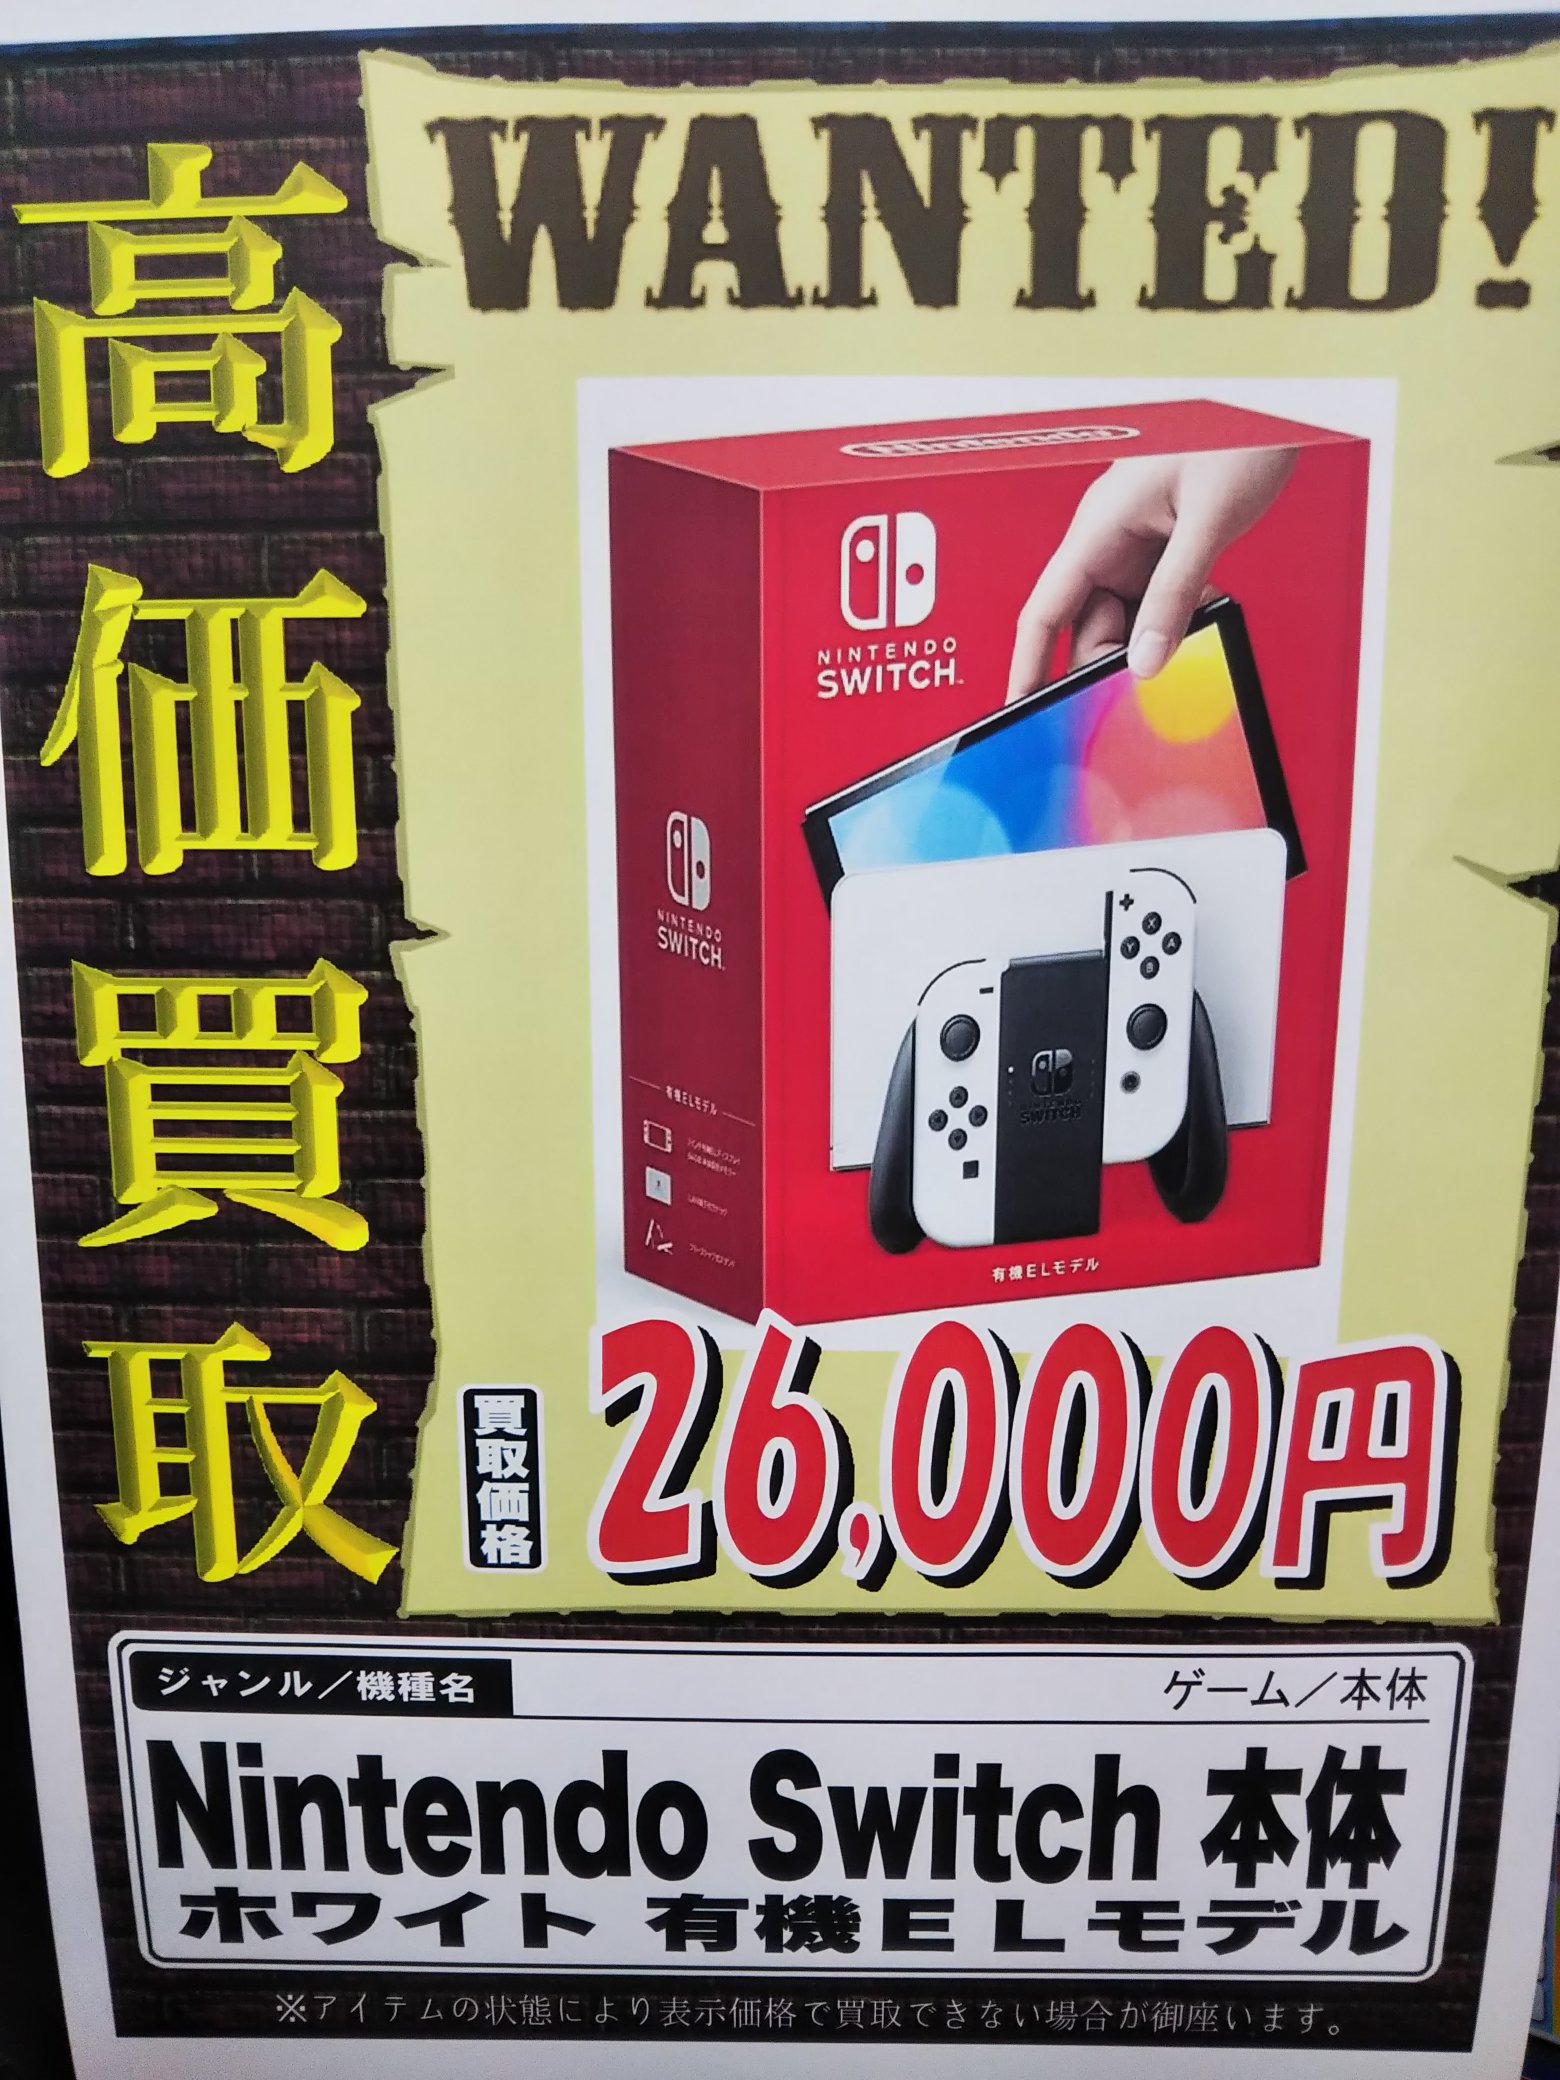 高価買取
WANTED!
Nintendo
NINTENDO
SWITCH
NINTENDO
SWITCH
有機ELモデル
X
Y
A
B
NINTENDO
SWITCH
有機ELモデル
買取価格
26,000円
ジャンル／機種名
ゲーム／本体
Nintendo Switch 本体
ホワイト 有機ELモデル
※アイテムの状態により表示価格で買取できない場合が御座います。